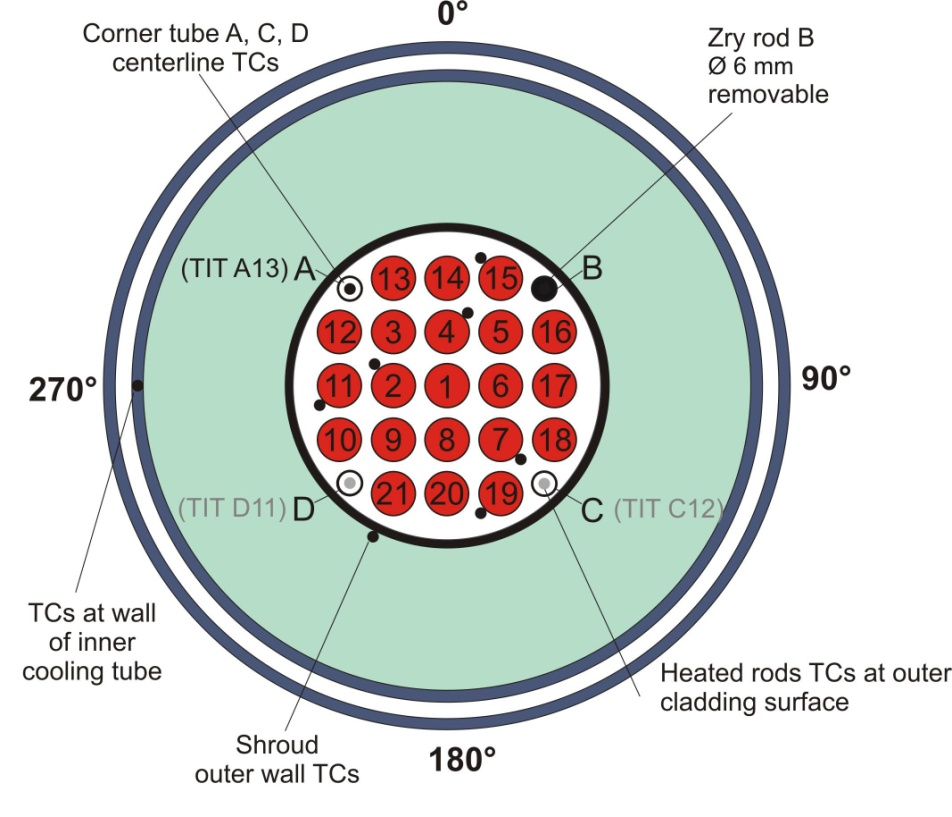 0°
Corner tube A, C, D
centerline TCs
Zry rod B
Ø 6 mm
removable
(TIT A13) A
B
13 14 15
12 3 4 5 16
270°
11 2 1 6 17
90°
10 9 8 7 18
21 20 19
(TIT D11) D
C (TIT C12)
TCs at wall
of inner
cooling tube
Heated rods TCs at outer
cladding surface
Shroud
outer wall TCs
180°